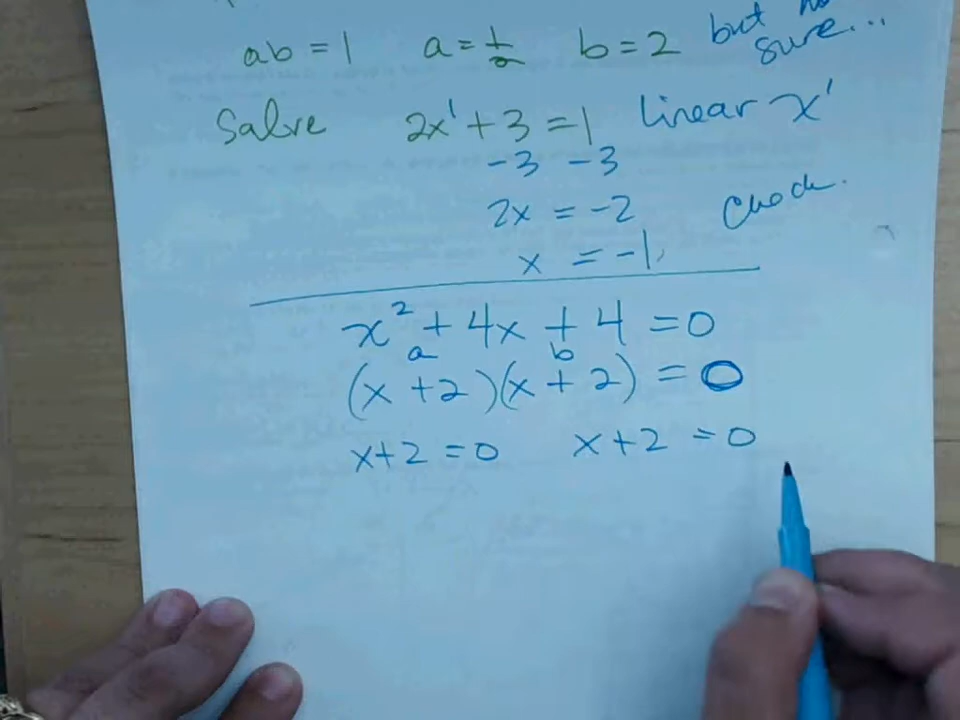 ab = 1 a = 1/2 b = 2 but
sure...
Solve 2x¹ + 3 = 1 Linear x¹
-3 -3
2x = -2 Check.
x = -1
x² + 4x + 4 = 0
a b
(x + 2)(x + 2) = 0
x + 2 = 0 x + 2 = 0